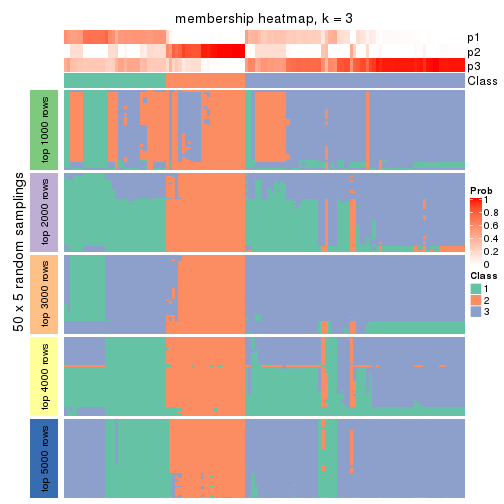 membership heatmap, k = 3
p1
p2
p3
Class
50 x 5 random samplings
top 1000 rows
top 2000 rows
top 3000 rows
top 4000 rows
top 5000 rows
Prob
1
0.8
0.6
0.4
0.2
0
Class
1
2
3